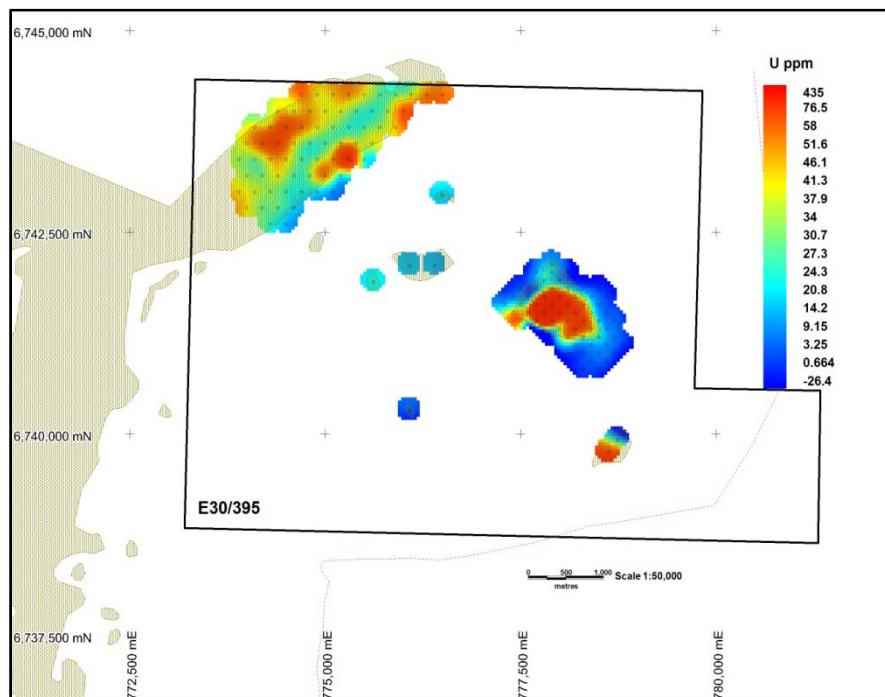 6,745,000 mN
U ppm
435
76.5
58
51.6
46.1
41.3
37.9
34
30.7
27.3
24.3
20.8
14.2
9.15
3.25
0.664
-26.4
6,742,500 mN
6,740,000 mN
E30/395
0 500 1,000
metres
Scale 1:50,000
6,737,500 mN
772,500 mE
775,000 mE
777,500 mE
780,000 mE